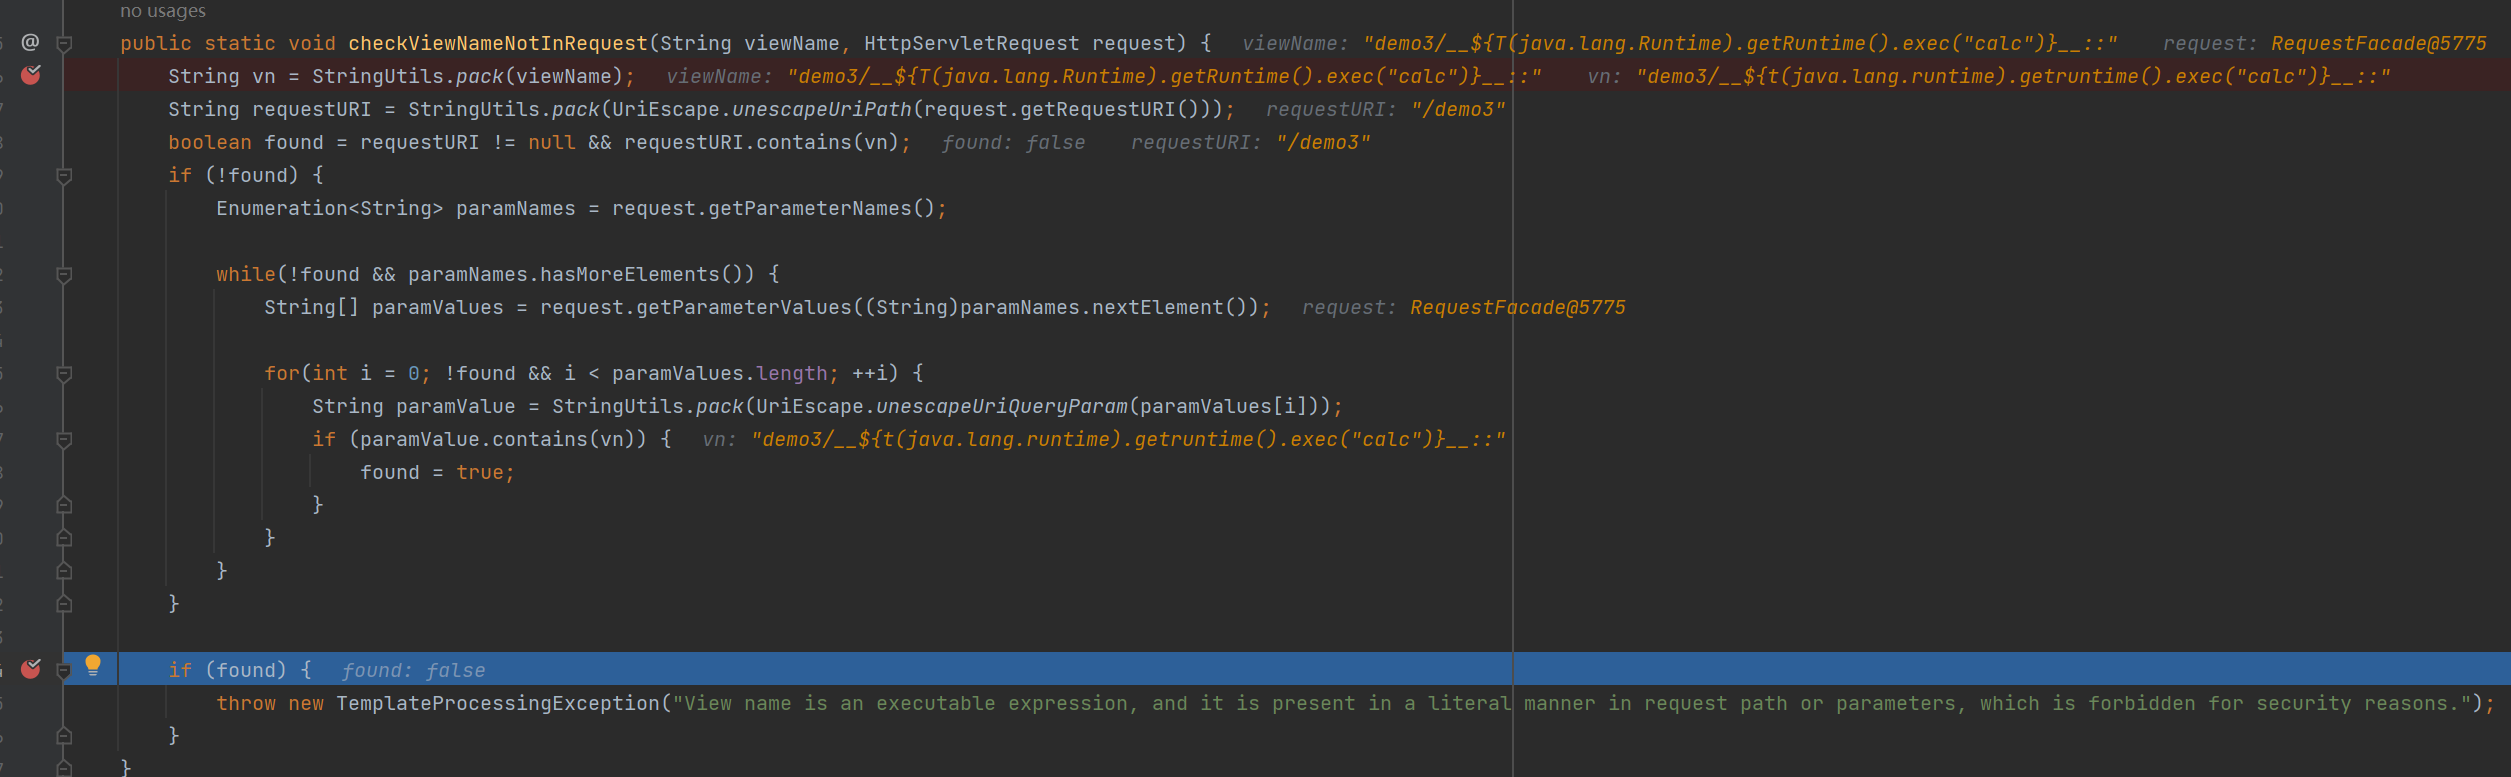 no usages
public static void checkViewNameNotInRequest(String viewName, HttpServletRequest request) {   viewName: "demo3/__${T(java.lang.Runtime).getRuntime().exec("calc")}__::"   request: RequestFacade@5775
String vn = StringUtils.pack(viewName);   viewName: "demo3/__${T(java.lang.Runtime).getRuntime().exec("calc")}__::"   vn: "demo3/__${t(java.lang.runtime).getruntime().exec("calc")}__::"
String requestURI = StringUtils.pack(UriEscape.unescapeUriPath(request.getRequestURI()));   requestURI: "/demo3"
boolean found = requestURI != null && requestURI.contains(vn);   found: false   requestURI: "/demo3"
if (!found) {
Enumeration<String> paramNames = request.getParameterNames();
while(!found && paramNames.hasMoreElements()) {
String[] paramValues = request.getParameterValues((String)paramNames.nextElement());   request: RequestFacade@5775
for(int i = 0; !found && i < paramValues.length; ++i) {
String paramValue = StringUtils.pack(UriEscape.unescapeUriQueryParam(paramValues[i]));
if (paramValue.contains(vn)) {   vn: "demo3/__${t(java.lang.runtime).getruntime().exec("calc")}__::"
found = true;
}
}
}
}
if (found) {   found: false
throw new TemplateProcessingException("View name is an executable expression, and it is present in a literal manner in request path or parameters, which is forbidden for security reasons.");
}
}